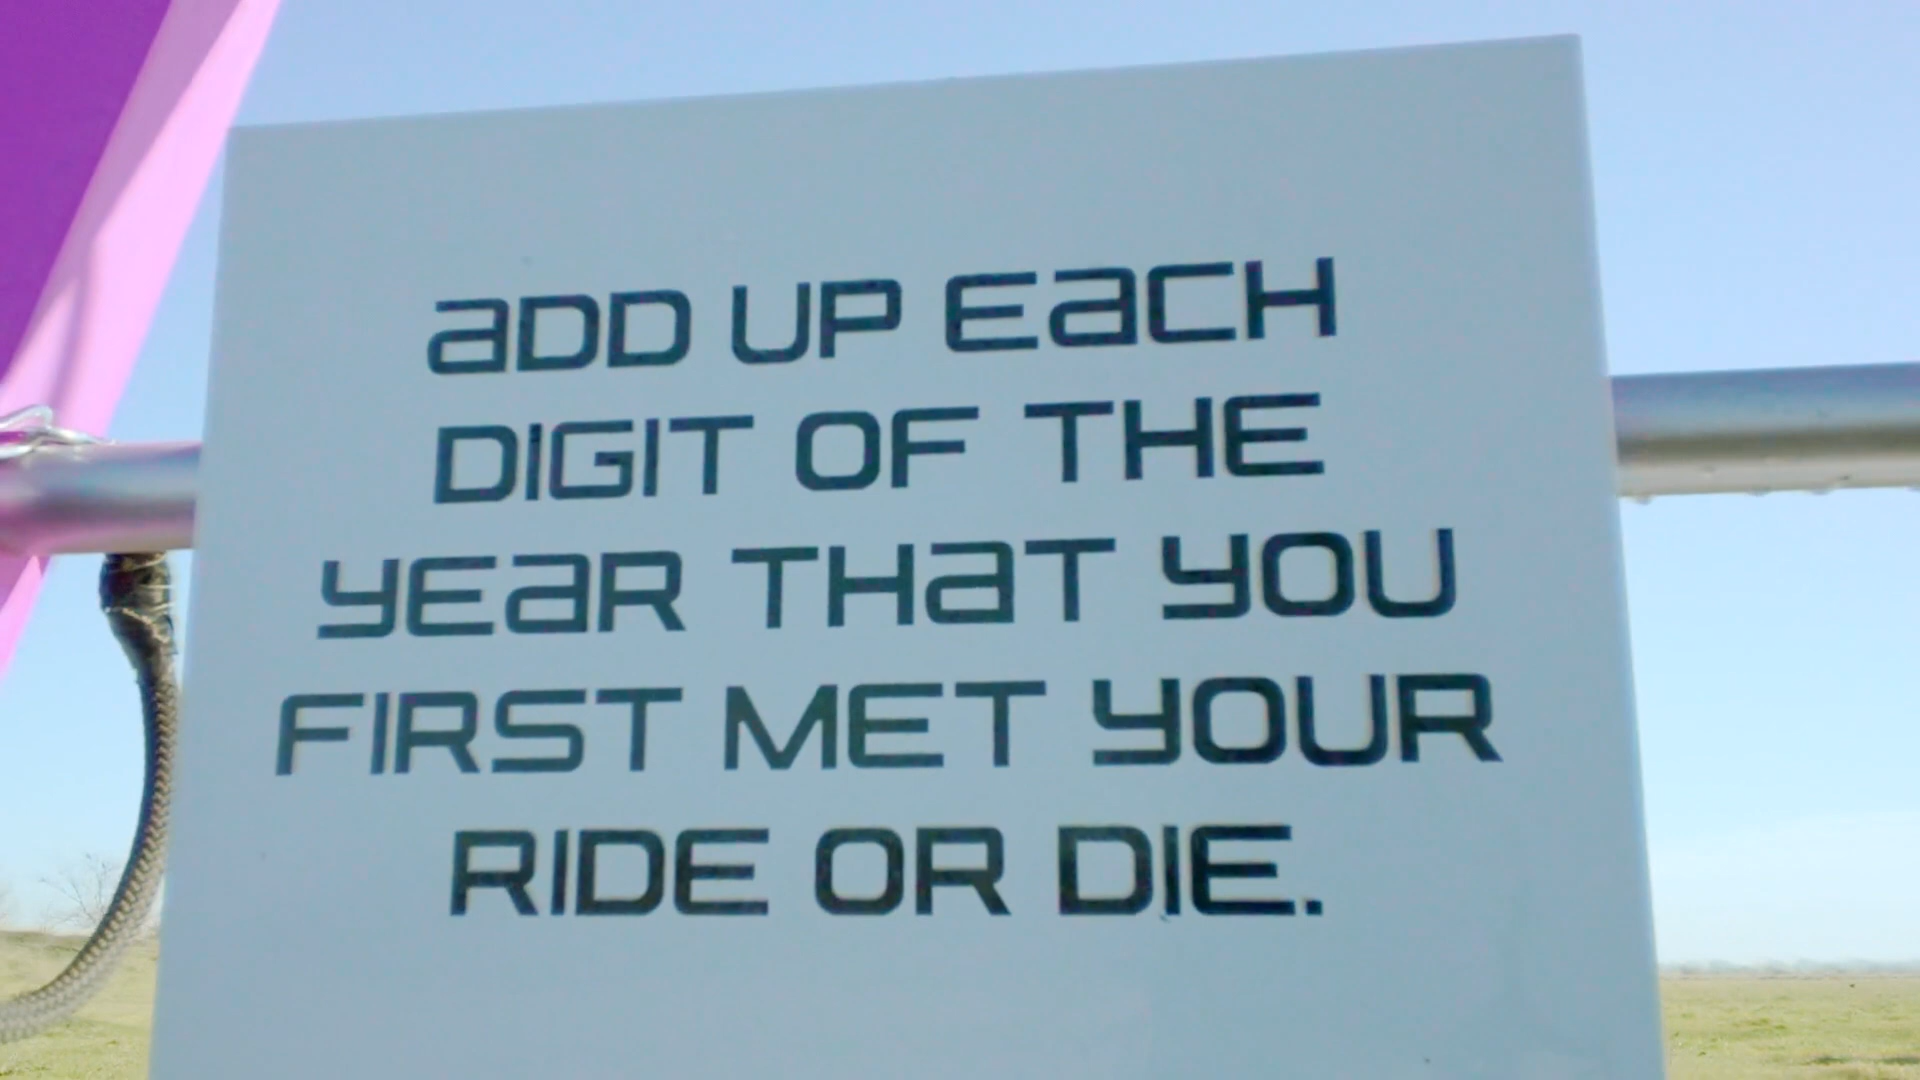 ADD UP EACH
DIGIT OF THE
YEAR THAT YOU
FIRST MET YOUR
RIDE OR DIE.